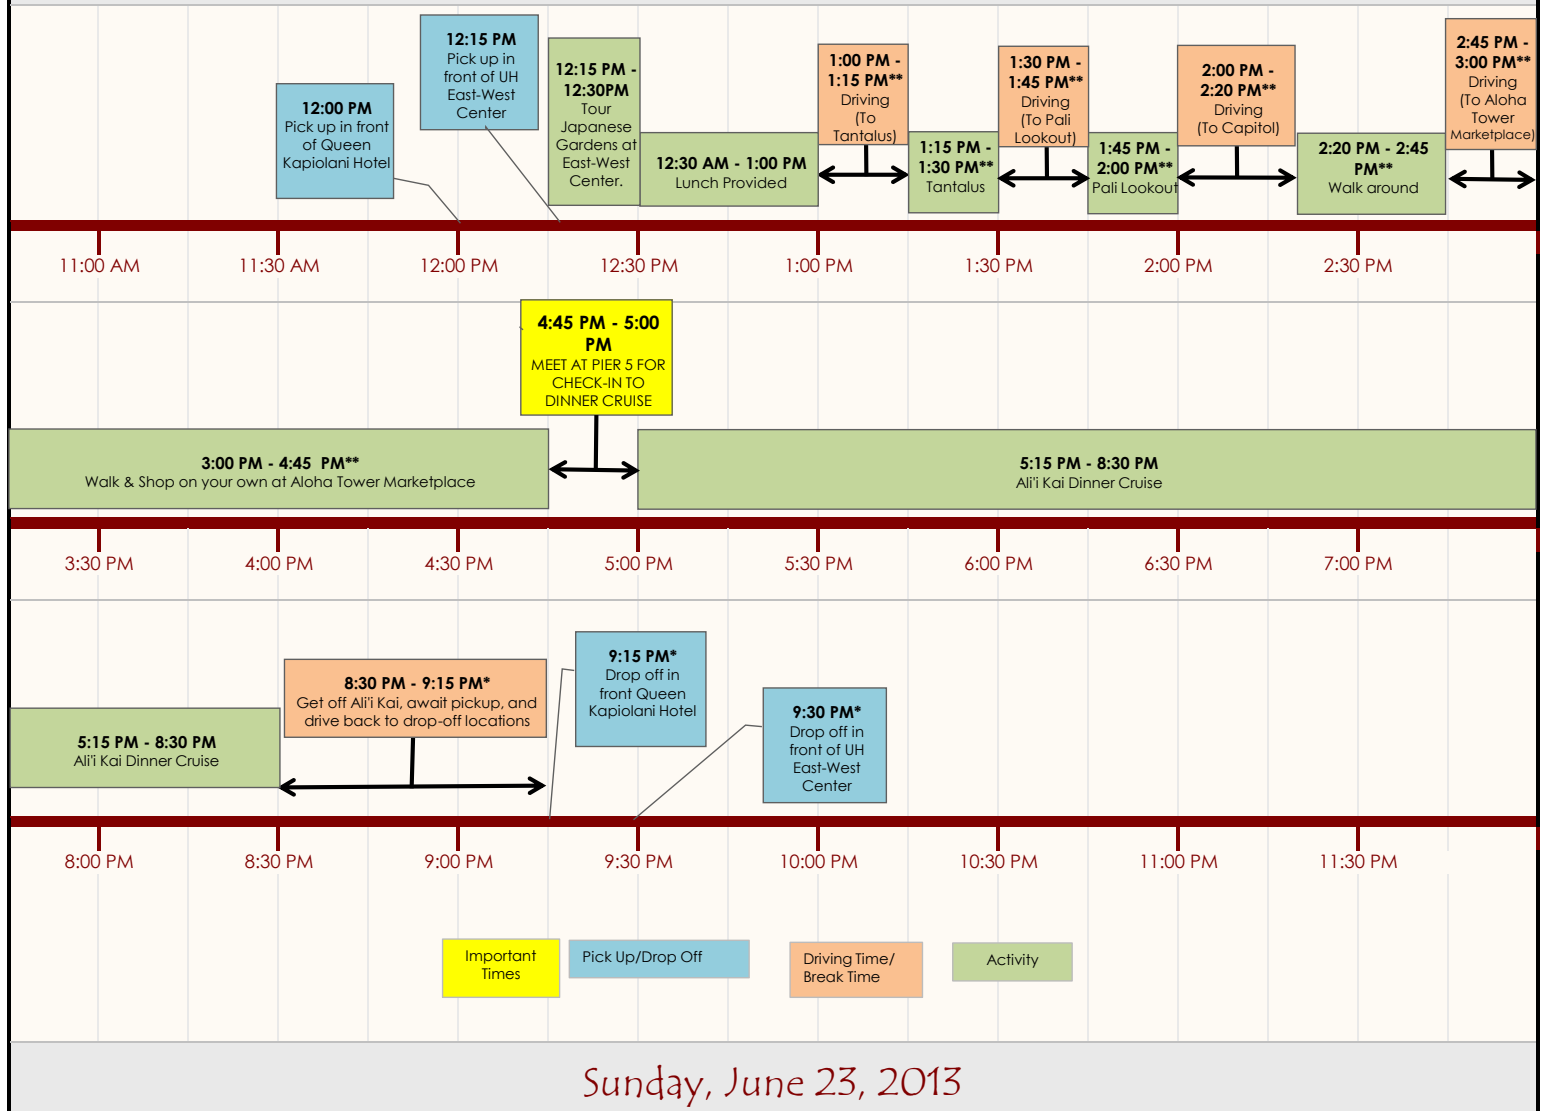 12:00 PM
Pick up in front
of Queen
Kapiolani Hotel
12:15 PM
Pick up in
front of UH
East-West
Center
12:15 PM -
12:30PM
Tour
Japanese
Gardens at
East-West
Center.
12:30 AM - 1:00 PM
Lunch Provided
1:00 PM -
1:15 PM**
Driving
(To
Tantalus)
1:15 PM -
1:30 PM**
Tantalus
1:30 PM -
1:45 PM**
Driving
(To Pali
Lookout)
1:45 PM -
2:00 PM**
Pali Lookout
2:00 PM -
2:20 PM**
Driving
(To Capitol)
2:20 PM - 2:45
PM**
Walk around
2:45 PM -
3:00 PM**
Driving
(To Aloha
Tower
Marketplace)
11:00 AM
11:30 AM
12:00 PM
12:30 PM
1:00 PM
1:30 PM
2:00 PM
2:30 PM
3:00 PM - 4:45 PM**
Walk & Shop on your own at Aloha Tower Marketplace
4:45 PM - 5:00
PM
MEET AT PIER 5 FOR
CHECK-IN TO
DINNER CRUISE
5:15 PM - 8:30 PM
Ali'i Kai Dinner Cruise
3:30 PM
4:00 PM
4:30 PM
5:00 PM
5:30 PM
6:00 PM
6:30 PM
7:00 PM
5:15 PM - 8:30 PM
Ali'i Kai Dinner Cruise
8:30 PM - 9:15 PM*
Get off Ali'i Kai, await pickup, and
drive back to drop-off locations
9:15 PM*
Drop off in
front Queen
Kapiolani Hotel
9:30 PM*
Drop off in
front of UH
East-West
Center
8:00 PM
8:30 PM
9:00 PM
9:30 PM
10:00 PM
10:30 PM
11:00 PM
11:30 PM
Important
Times
Pick Up/Drop Off
Driving Time/
Break Time
Activity
Sunday, June 23, 2013